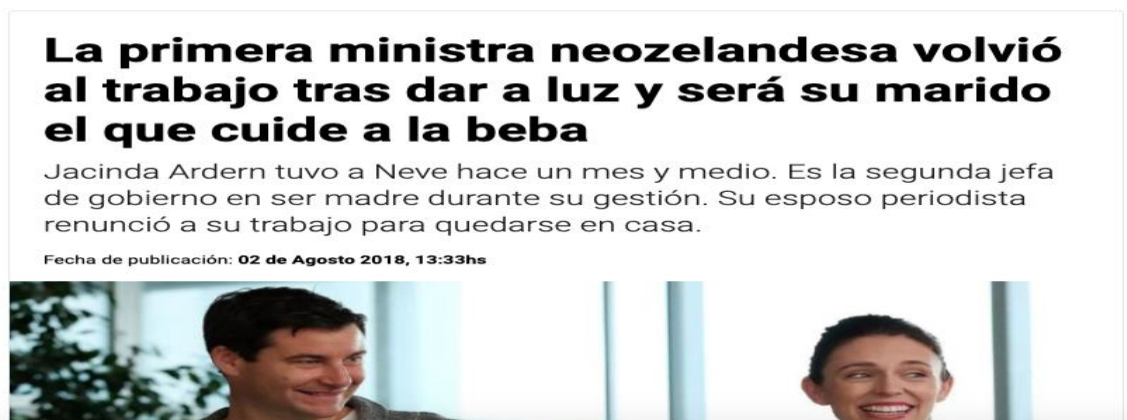 La primera ministra neozelandesa volvió
al trabajo tras dar a luz y será su marido
el que cuide a la beba
Jacinda Ardern tuvo a Neve hace un mes y medio. Es la segunda jefa
de gobierno en ser madre durante su gestión. Su esposo periodista
renunció a su trabajo para quedarse en casa.
Fecha de publicación: 02 de Agosto 2018, 13:33hs